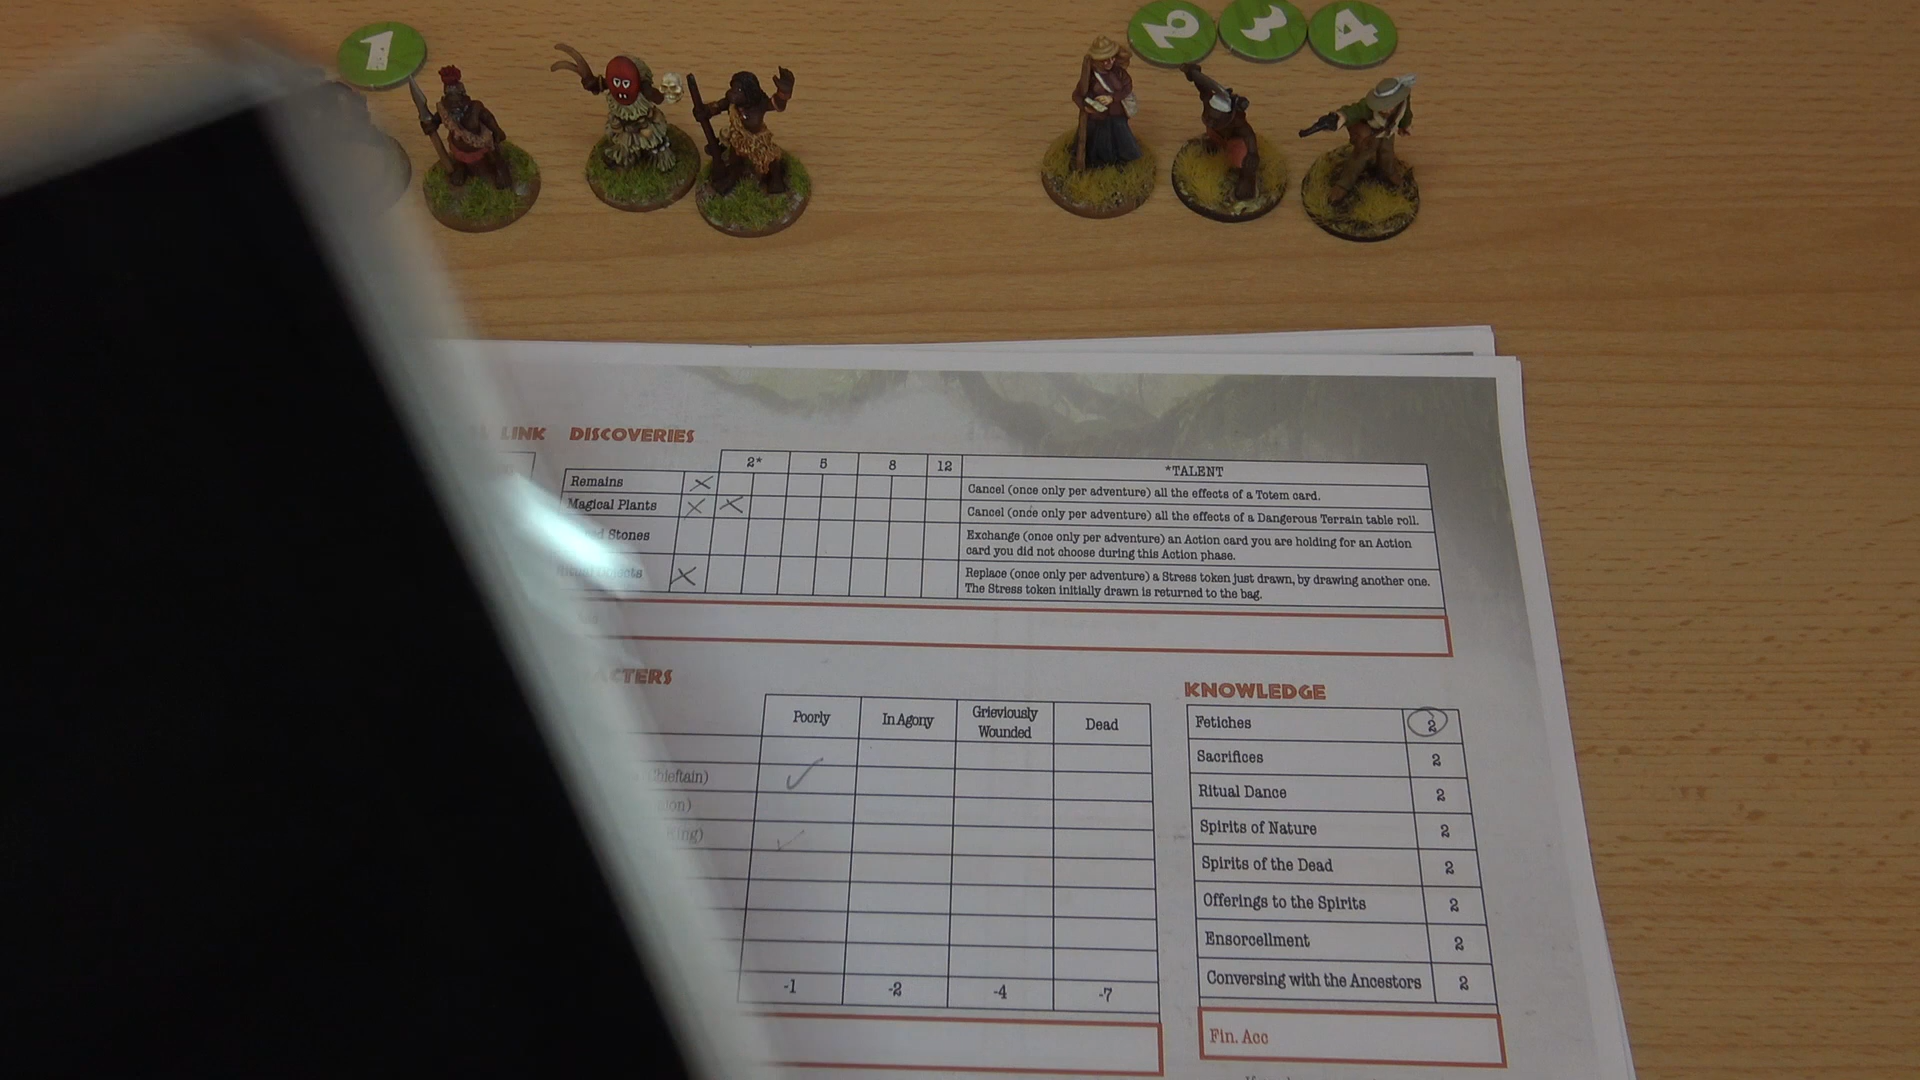 1
2 3 4
LINK DISCOVERIES
2* 5 8 12 *TALENT
Remains Cancel (once only per adventure) all the effects of a Totem card.
Magical Plants Cancel (once only per adventure) all the effects of a Dangerous Terrain table roll.
Stones Exchange (once only per adventure) an Action card you are holding for an Action
card you did not choose during this Action phase.
Objects Replace (once only per adventure) a Stress token just drawn, by drawing another one.
The Stress token initially drawn is returned to the bag.
ACTERS
KNOWLEDGE
Poorly In Agony Grieviously Wounded Dead
Fetiches 2
Sacrifices 2
Chieftain)
Ritual Dance 2
Spirits of Nature 2
Spirits of the Dead 2
Offerings to the Spirits 2
Ensorcellment 2
Conversing with the Ancestors 2
-1 -2 -4 -7
Fin. Acc